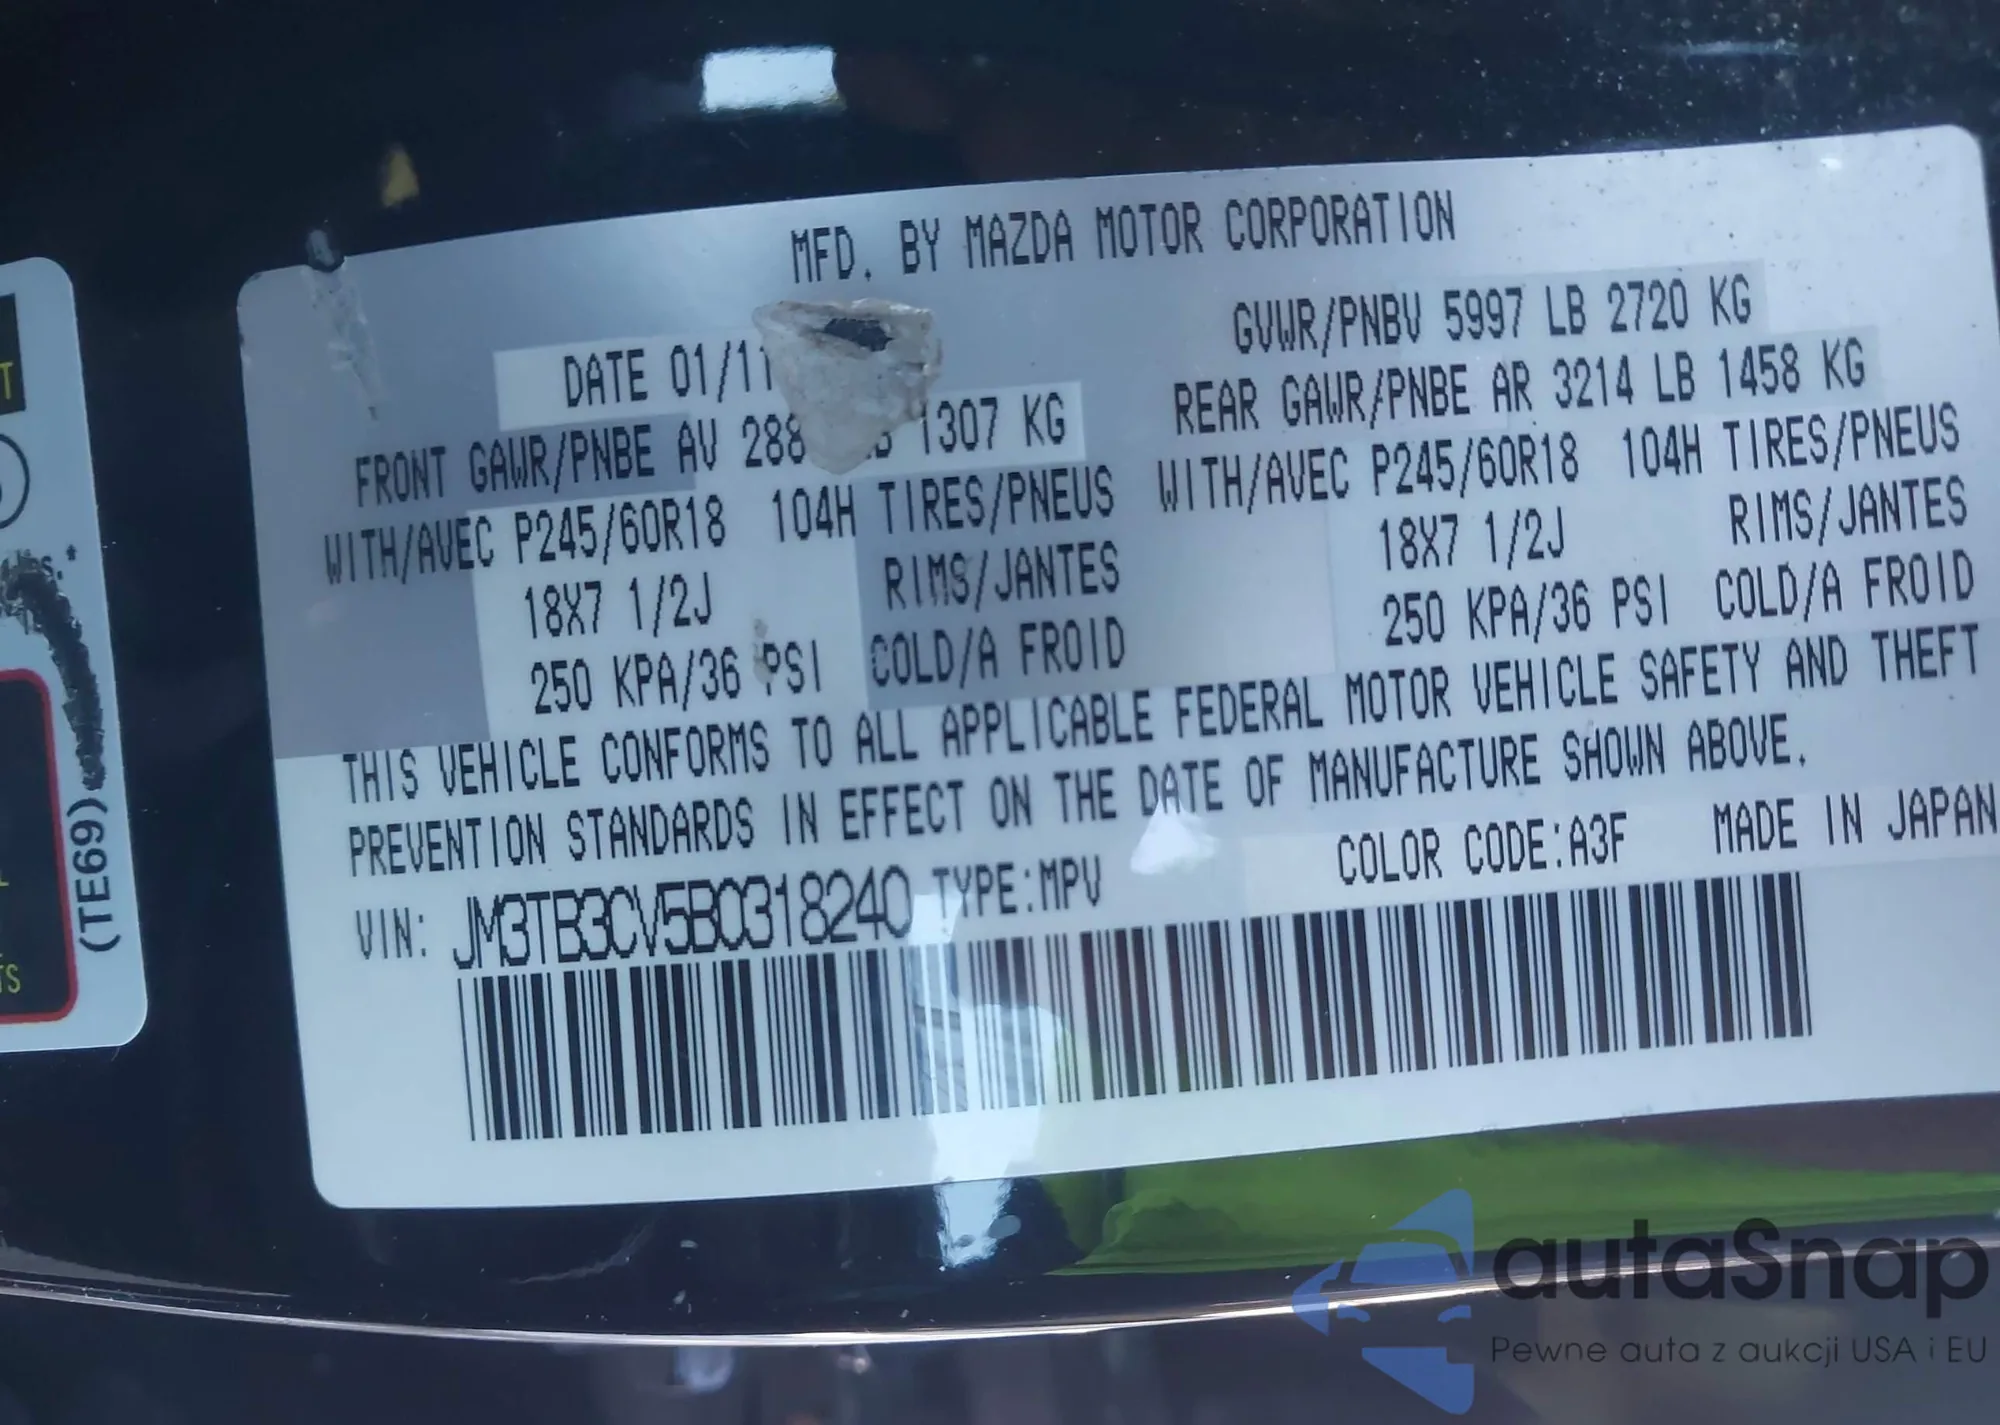 MFD. BY MAZDA MOTOR CORPORATION
DATE 01/11
GVWR/PNBV 5997 LB 2720 KG
FRONT GAWR/PNBE AV 288 1307 KG
REAR GAWR/PNBE AR 3214 LB 1458 KG
WITH/AVEC P245/60R18 104H TIRES/PNEUS
WITH/AVEC P245/60R18 104H TIRES/PNEUS
18X7 1/2J RIMS/JANTES
18X7 1/2J RIMS/JANTES
250 KPA/36 PSI COLD/A FROID
250 KPA/36 PSI COLD/A FROID
THIS VEHICLE CONFORMS TO ALL APPLICABLE FEDERAL MOTOR VEHICLE SAFETY AND THEFT
PREVENTION STANDARDS IN EFFECT ON THE DATE OF MANUFACTURE SHOWN ABOVE.
COLOR CODE:A3F MADE IN JAPAN
VIN: JM3TB3CV5B0318240 TYPE:MPV
(TE69)
autaSnap
Pewne auta z aukcji USA i EU